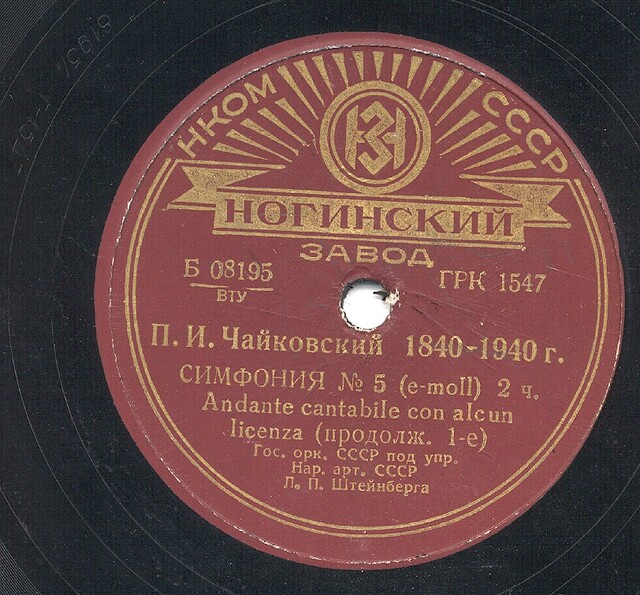 НКОМ СССР
НЗ
НОГИНСКИЙ
ЗАВОД
Б 08195
ВТУ
ГРК 1547
П. И. Чайковский 1840-1940 г.
СИМФОНИЯ № 5 (e-moll) 2 ч.
Andante cantabile con alcun
licenza (продолж. 1-е)
Гос. орк. СССР под упр.
Нар. арт. СССР
Л. П. Штейнберга